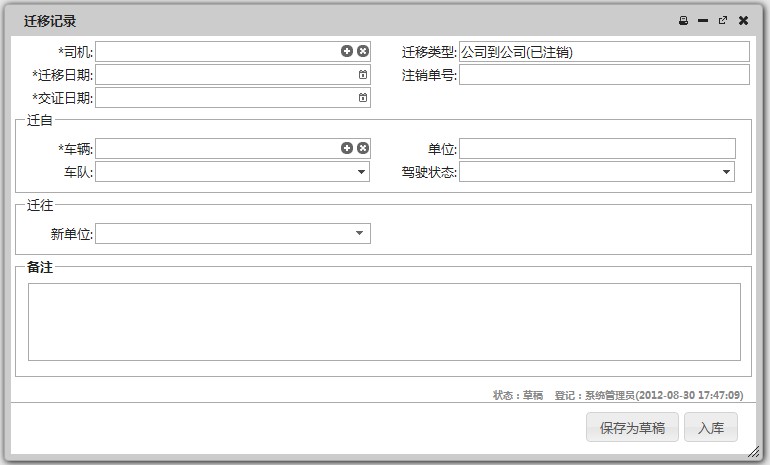 迁移记录
*司机: 迁移类型: 公司到公司(已注销)
*迁移日期: 注销单号:
*交证日期:
迁自
*车辆: 单位:
车队: 驾驶状态:
迁往
新单位:
备注
状态：草稿 登记：系统管理员(2012-08-30 17:47:09)
保存为草稿 入库